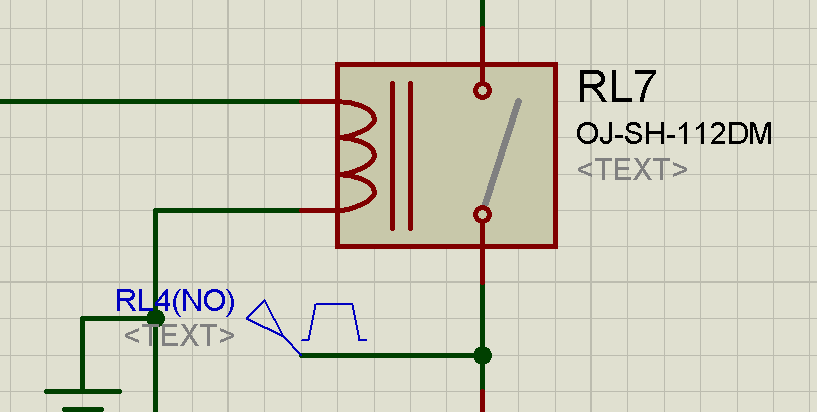 RL7
OJ-SH-112DM
<TEXT>
RL4(NO)
<TEXT>